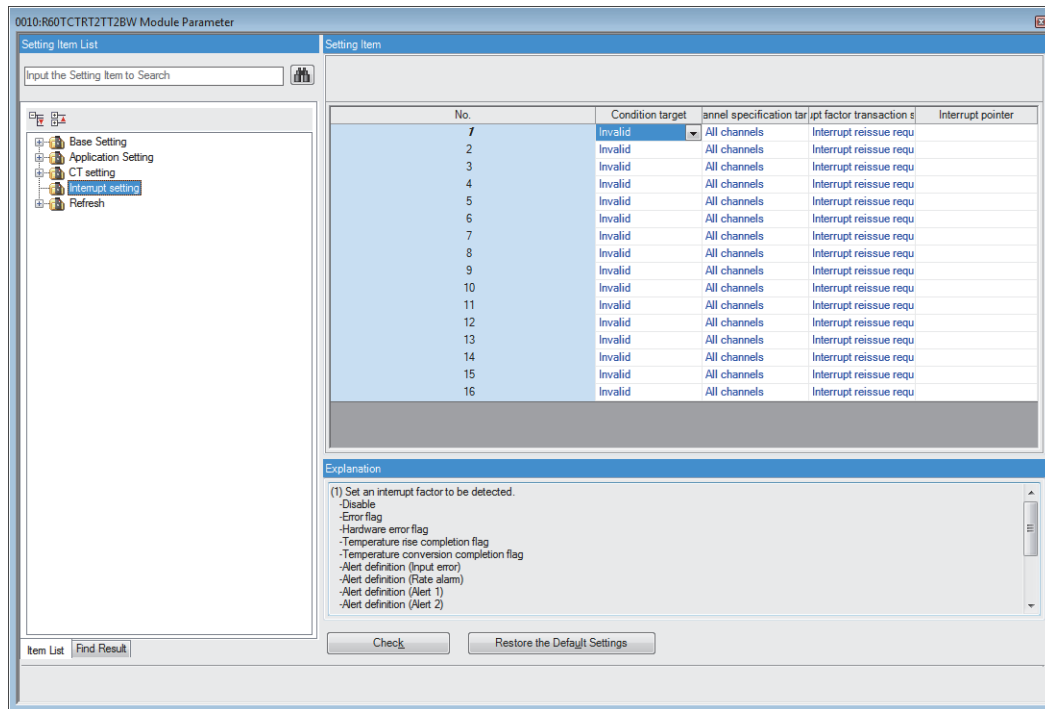 0010:R60TCTRT2TT2BW Module Parameter
Setting Item List
Input the Setting Item to Search
Base Setting
Application Setting
CT setting
Interrupt setting
Refresh
Item List Find Result
Setting Item
No. Condition target annel specification tar upt factor transaction s Interrupt pointer
1 Invalid All channels Interrupt reissue requ
2 Invalid All channels Interrupt reissue requ
3 Invalid All channels Interrupt reissue requ
4 Invalid All channels Interrupt reissue requ
5 Invalid All channels Interrupt reissue requ
6 Invalid All channels Interrupt reissue requ
7 Invalid All channels Interrupt reissue requ
8 Invalid All channels Interrupt reissue requ
9 Invalid All channels Interrupt reissue requ
10 Invalid All channels Interrupt reissue requ
11 Invalid All channels Interrupt reissue requ
12 Invalid All channels Interrupt reissue requ
13 Invalid All channels Interrupt reissue requ
14 Invalid All channels Interrupt reissue requ
15 Invalid All channels Interrupt reissue requ
16 Invalid All channels Interrupt reissue requ
Explanation
(1) Set an interrupt factor to be detected.
-Disable
-Error flag
-Hardware error flag
-Temperature rise completion flag
-Temperature conversion completion flag
-Alert definition (Input error)
-Alert definition (Rate alarm)
-Alert definition (Alert 1)
-Alert definition (Alert 2)
Check Restore the Default Settings